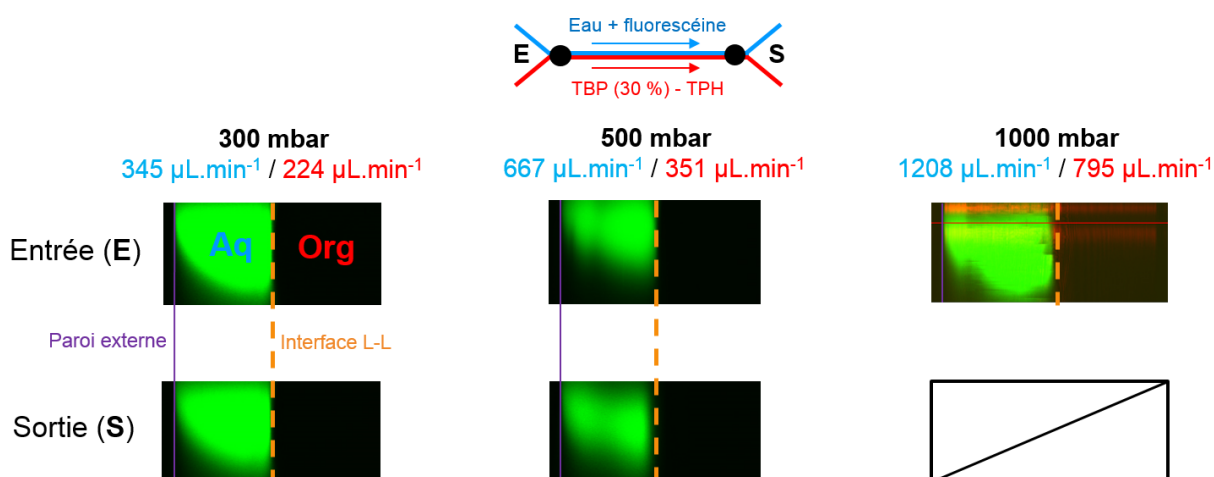 Eau + fluorescéine
E
S
TBP (30 %) - TPH
300 mbar
345 µL.min⁻¹ / 224 µL.min⁻¹
500 mbar
667 µL.min⁻¹ / 351 µL.min⁻¹
1000 mbar
1208 µL.min⁻¹ / 795 µL.min⁻¹
Entrée (E)
Aq
Org
Paroi externe
Interface L-L
Sortie (S)